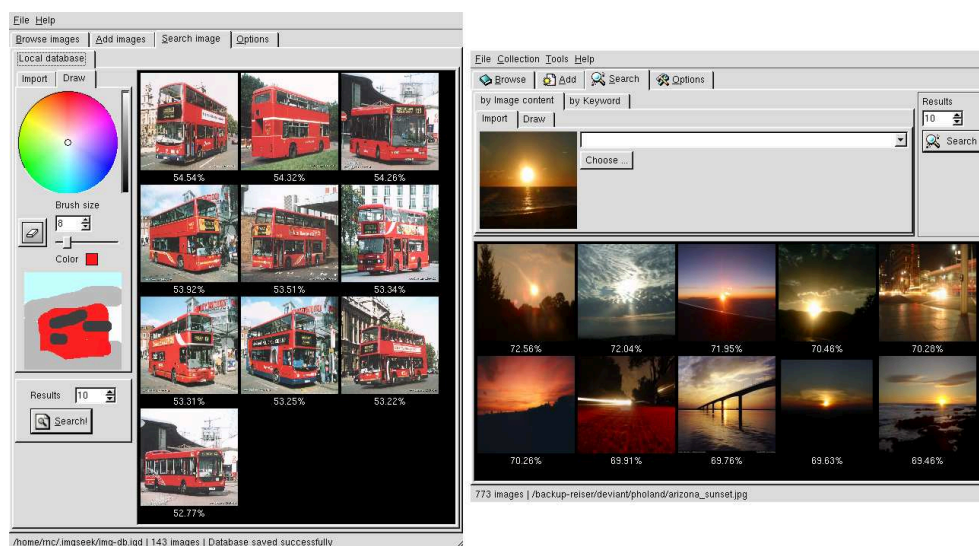 File Help
Browse images Add images Search image Options
Local database
Import Draw
54.54% 54.32% 54.26%
Brush size
8
Color
53.92% 53.51% 53.34%
53.31% 53.25% 53.22%
Results 10
Search!
52.77%
/home/rnc/.imgseek/img-db.iqd | 143 images | Database saved successfully
File Collection Tools Help
Browse Add Search Options
by Image content by Keyword
Import Draw
Choose ...
Results
10
Search
72.56% 72.04% 71.95% 70.46% 70.28%
70.26% 69.91% 69.76% 69.63% 69.46%
773 images | /backup-reiser/deviant/pholand/arizona_sunset.jpg